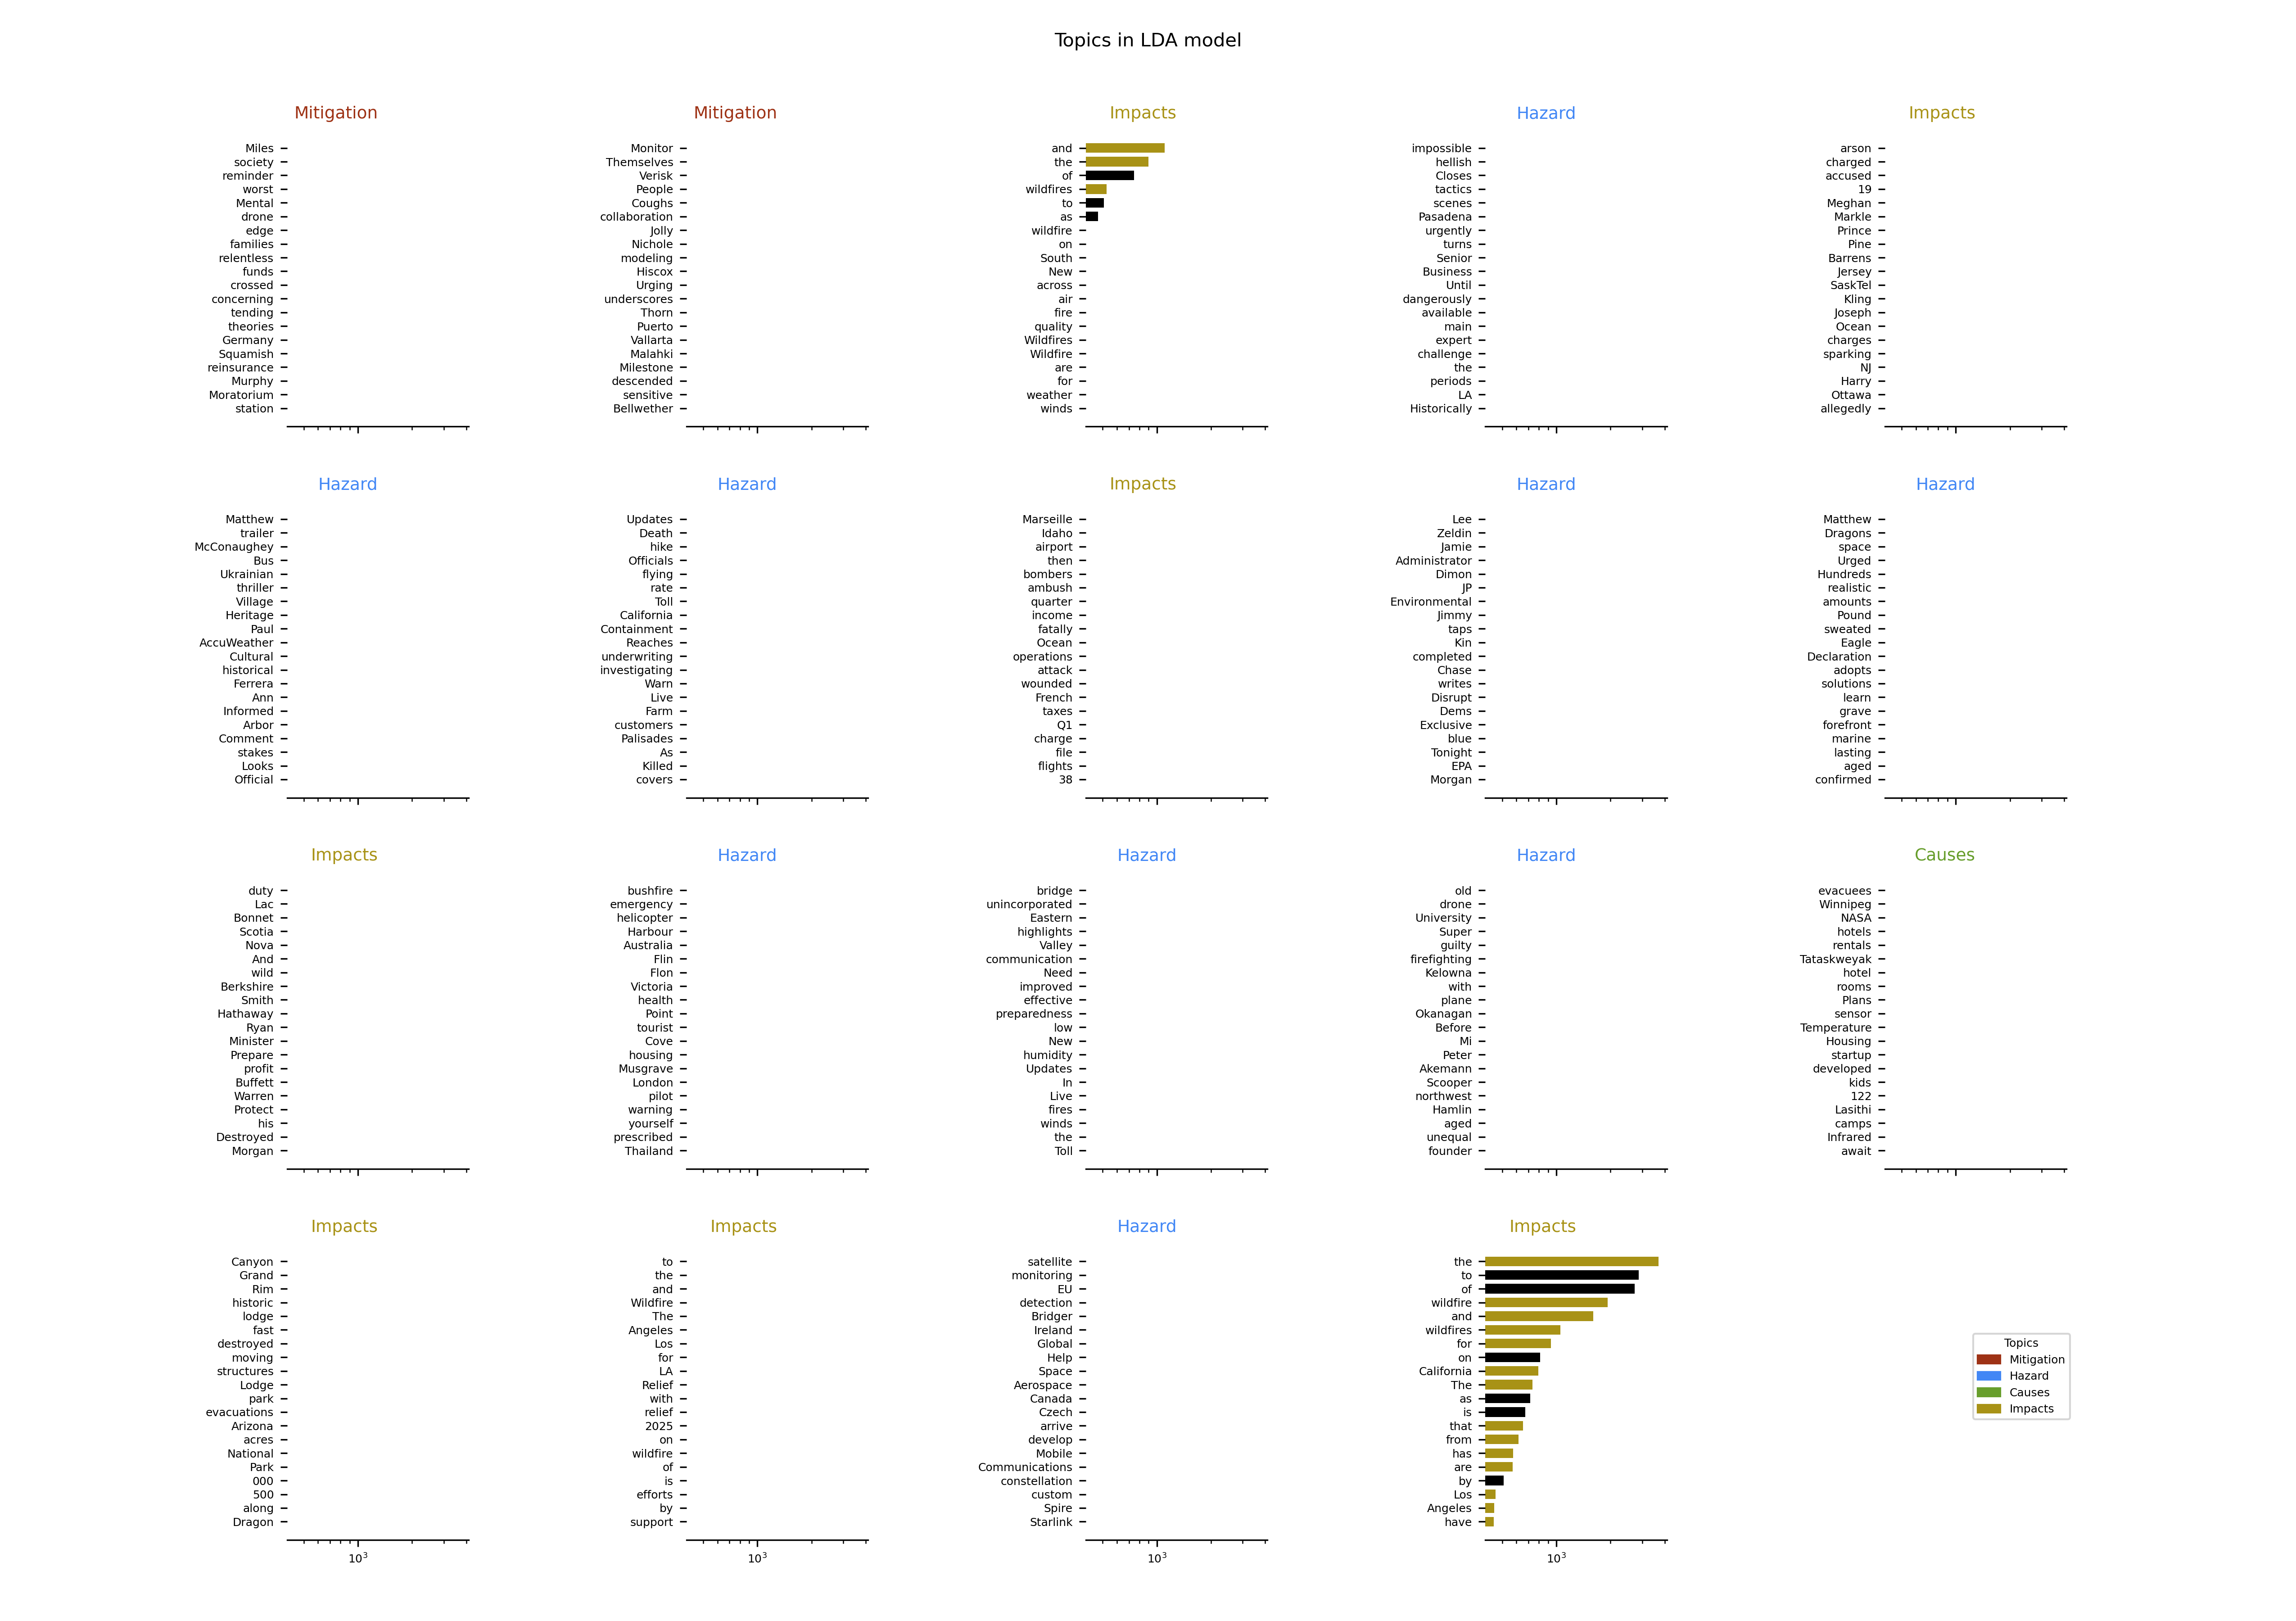 Topics in LDA model
Mitigation
Miles
society
reminder
worst
Mental
drone
edge
families
relentless
funds
crossed
concerning
tending
theories
Germany
Squamish
reinsurance
Murphy
Moratorium
station
Mitigation
Monitor
Themselves
Verisk
People
Coughs
collaboration
Jolly
Nichole
modeling
Hiscox
Urging
underscores
Thorn
Puerto
Vallarta
Malahki
Milestone
descended
sensitive
Bellwether
Impacts
and
the
of
wildfires
to
as
wildfire
on
South
New
across
air
fire
quality
Wildfires
Wildfire
are
for
weather
winds
Hazard
impossible
hellish
Closes
tactics
scenes
Pasadena
urgently
turns
Senior
Business
Until
dangerously
available
main
expert
challenge
the
periods
LA
Historically
Impacts
arson
charged
accused
19
Meghan
Markle
Prince
Pine
Barrens
Jersey
SaskTel
Kling
Joseph
Ocean
charges
sparking
NJ
Harry
Ottawa
allegedly
Hazard
Matthew
trailer
McConaughey
Bus
Ukrainian
thriller
Village
Heritage
Paul
AccuWeather
Cultural
historical
Ferrera
Ann
Informed
Arbor
Comment
stakes
Looks
Official
Hazard
Updates
Death
hike
Officials
flying
rate
Toll
California
Containment
Reaches
underwriting
investigating
Warn
Live
Farm
customers
Palisades
As
Killed
covers
Impacts
Marseille
Idaho
airport
then
bombers
ambush
quarter
income
fatally
Ocean
operations
attack
wounded
French
taxes
Q1
charge
file
flights
38
Hazard
Lee
Zeldin
Jamie
Administrator
Dimon
JP
Environmental
Jimmy
taps
Kin
completed
Chase
writes
Disrupt
Dems
Exclusive
blue
Tonight
EPA
Morgan
Hazard
Matthew
Dragons
space
Urged
Hundreds
realistic
amounts
Pound
sweated
Eagle
Declaration
adopts
solutions
learn
grave
forefront
marine
lasting
aged
confirmed
Impacts
duty
Lac
Bonnet
Scotia
Nova
And
wild
Berkshire
Smith
Hathaway
Ryan
Minister
Prepare
profit
Buffett
Warren
Protect
his
Destroyed
Morgan
Hazard
bushfire
emergency
helicopter
Harbour
Australia
Flin
Flon
Victoria
health
Point
tourist
Cove
housing
Musgrave
London
pilot
warning
yourself
prescribed
Thailand
Hazard
bridge
unincorporated
Eastern
highlights
Valley
communication
Need
improved
effective
preparedness
low
New
humidity
Updates
In
Live
fires
winds
the
Toll
Hazard
old
drone
University
Super
guilty
firefighting
Kelowna
with
plane
Okanagan
Before
Mi
Peter
Akemann
Scooper
northwest
Hamlin
aged
unequal
founder
Causes
evacuees
Winnipeg
NASA
hotels
rentals
Tataskweyak
hotel
rooms
Plans
sensor
Temperature
Housing
startup
developed
kids
122
Lasithi
camps
Infrared
await
Impacts
Canyon
Grand
Rim
historic
lodge
fast
destroyed
moving
structures
Lodge
park
evacuations
Arizona
acres
National
Park
000
500
along
Dragon
10³
Impacts
to
the
and
Wildfire
The
Angeles
Los
for
LA
Relief
with
relief
2025
on
wildfire
of
is
efforts
by
support
10³
Hazard
satellite
monitoring
EU
detection
Bridger
Ireland
Global
Help
Space
Aerospace
Canada
Czech
arrive
develop
Mobile
Communications
constellation
custom
Spire
Starlink
10³
Impacts
the
to
of
wildfire
and
wildfires
for
on
California
The
as
is
that
from
has
are
by
Los
Angeles
have
10³
Topics
Mitigation
Hazard
Causes
Impacts